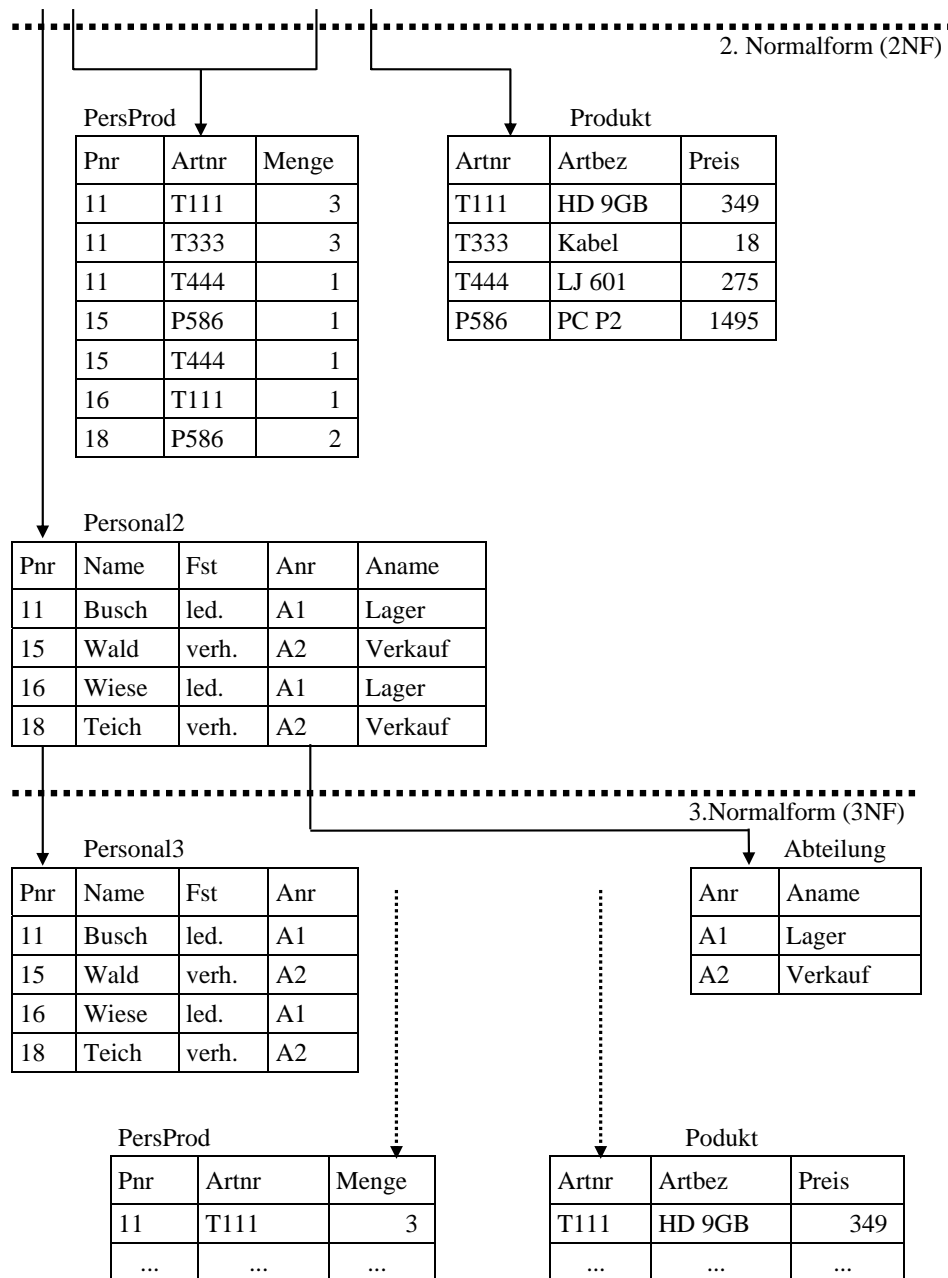 2. Normalform (2NF)
PersProd
Pnr Artnr Menge
11 T111 3
11 T333 3
11 T444 1
15 P586 1
15 T444 1
16 T111 1
18 P586 2
Produkt
Artnr Artbez Preis
T111 HD 9GB 349
T333 Kabel 18
T444 LJ 601 275
P586 PC P2 1495
Personal2
Pnr Name Fst Anr Aname
11 Busch led. A1 Lager
15 Wald verh. A2 Verkauf
16 Wiese led. A1 Lager
18 Teich verh. A2 Verkauf
3.Normalform (3NF)
Personal3
Pnr Name Fst Anr
11 Busch led. A1
15 Wald verh. A2
16 Wiese led. A1
18 Teich verh. A2
Abteilung
Anr Aname
A1 Lager
A2 Verkauf
PersProd
Pnr Artnr Menge
11 T111 3
... ... ...
Podukt
Artnr Artbez Preis
T111 HD 9GB 349
... ... ...